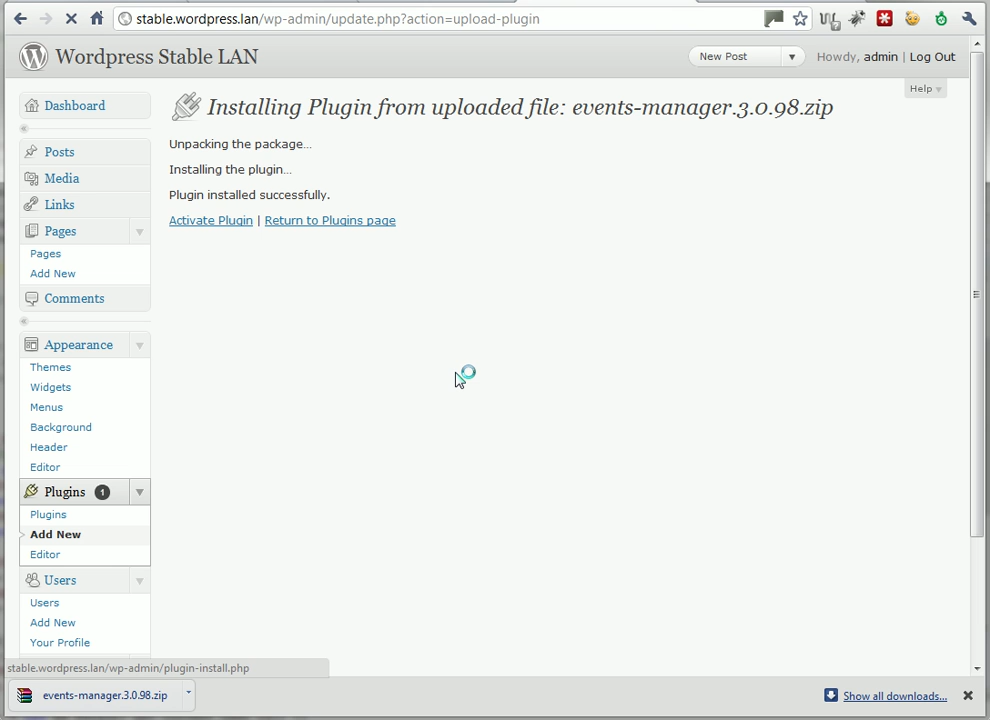 stable.wordpress.lan/wp-admin/update.php?action=upload-plugin
Wordpress Stable LAN
New Post
Howdy, admin | Log Out
Help
Dashboard
Posts
Media
Links
Pages
Pages
Add New
Comments
Appearance
Themes
Widgets
Menus
Background
Header
Editor
Plugins 1
Plugins
Add New
Editor
Users
Users
Add New
Your Profile
Installing Plugin from uploaded file: events-manager.3.0.98.zip
Unpacking the package…
Installing the plugin…
Plugin installed successfully.
Activate Plugin | Return to Plugins page
stable.wordpress.lan/wp-admin/plugin-install.php
events-manager.3.0.98.zip
Show all downloads...